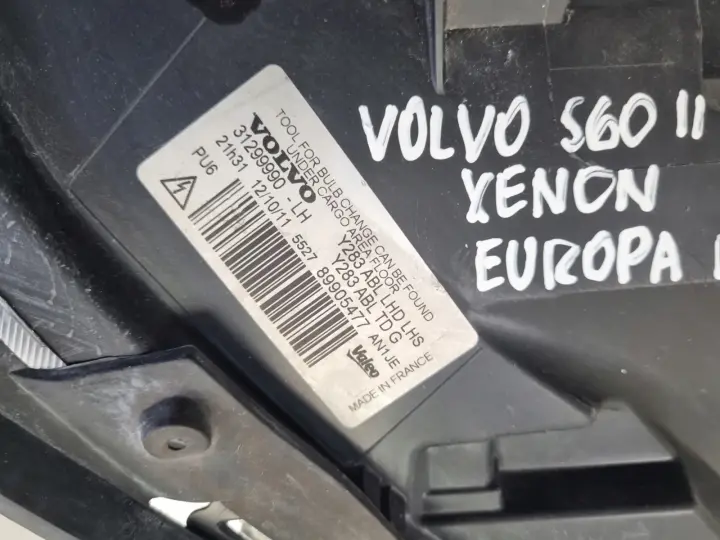 TOOL FOR BULB CHANGE CAN BE FOUND
UNDER CARGO AREA FLOOR
VOLVO
31299990 - LH
21h31 12/10/11 5527
PU6
Y283 ABL LHD LHS
Y283 ABL TD G
89905477 AN1JE
Valeo
MADE IN FRANCE
VOLVO S60 II
XENON
EUROPA